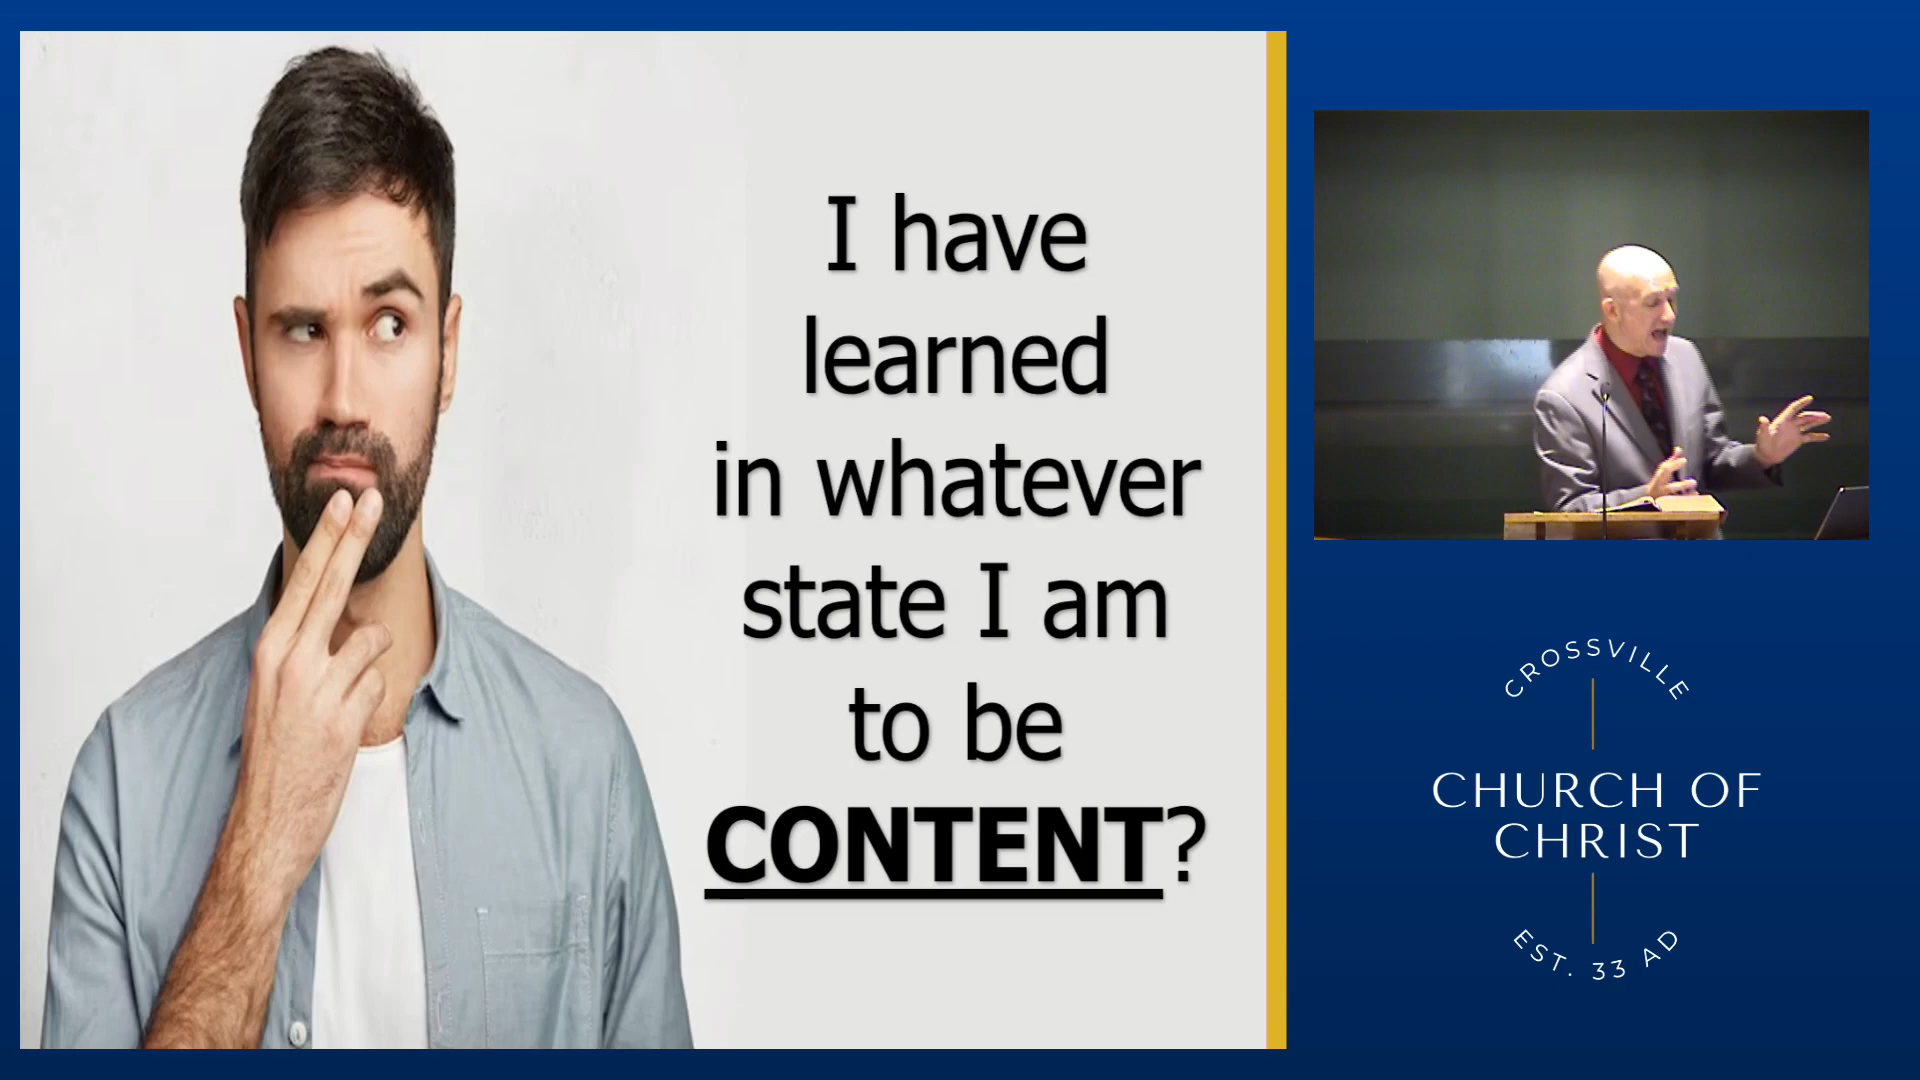 I have
learned
in whatever
state I am
to be
CONTENT?
CROSSVILLE
CHURCH OF
CHRIST
EST. 33 AD